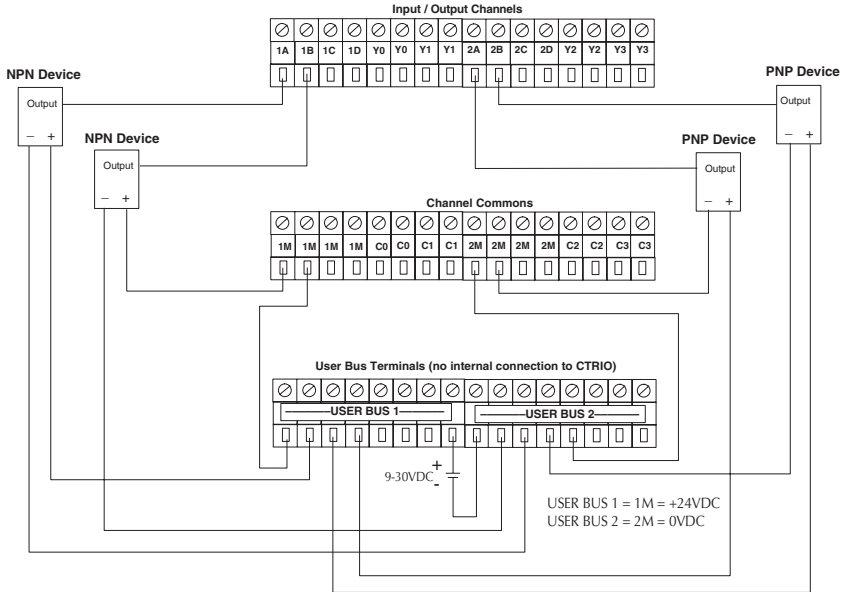 Input / Output Channels
1A 1B 1C 1D Y0 Y0 Y1 Y1 2A 2B 2C 2D Y2 Y2 Y3 Y3
NPN Device
Output
– +
NPN Device
Output
– +
PNP Device
Output
– +
PNP Device
Output
– +
Channel Commons
1M 1M 1M 1M C0 C0 C1 C1 2M 2M 2M 2M C2 C2 C3 C3
User Bus Terminals (no internal connection to CTRIO)
USER BUS 1 USER BUS 2
9-30VDC + -
USER BUS 1 = 1M = +24VDC
USER BUS 2 = 2M = 0VDC